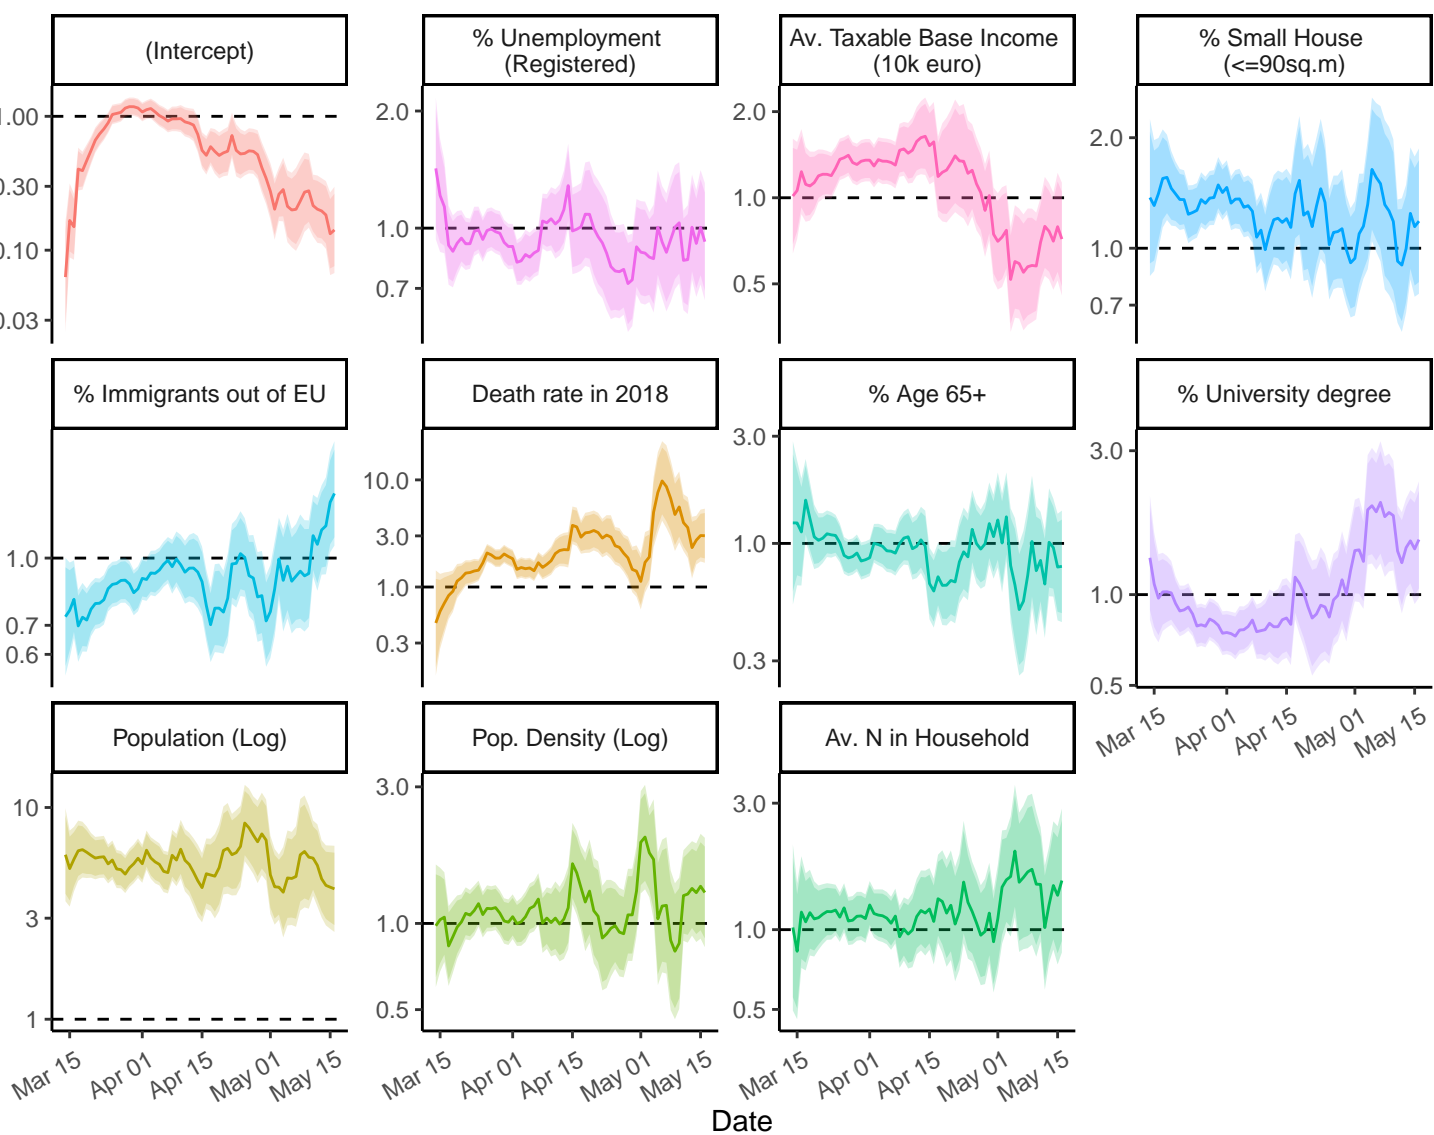 (Intercept)
% Unemployment
(Registered)
Av. Taxable Base Income
(10k euro)
% Small House
(<=90sq.m)
1.00
0.30
0.10
0.03
2.0
1.0
0.7
2.0
1.0
0.5
2.0
1.0
0.7
% Immigrants out of EU
Death rate in 2018
% Age 65+
% University degree
1.0
0.7
0.6
10.0
3.0
1.0
0.3
3.0
1.0
0.3
3.0
1.0
0.5
Mar 15
Apr 01
Apr 15
May 01
May 15
Population (Log)
Pop. Density (Log)
Av. N in Household
10
3
1
3.0
1.0
0.5
3.0
1.0
0.5
Mar 15
Apr 01
Apr 15
May 01
May 15
Mar 15
Apr 01
Apr 15
May 01
May 15
Mar 15
Apr 01
Apr 15
May 01
May 15
Date